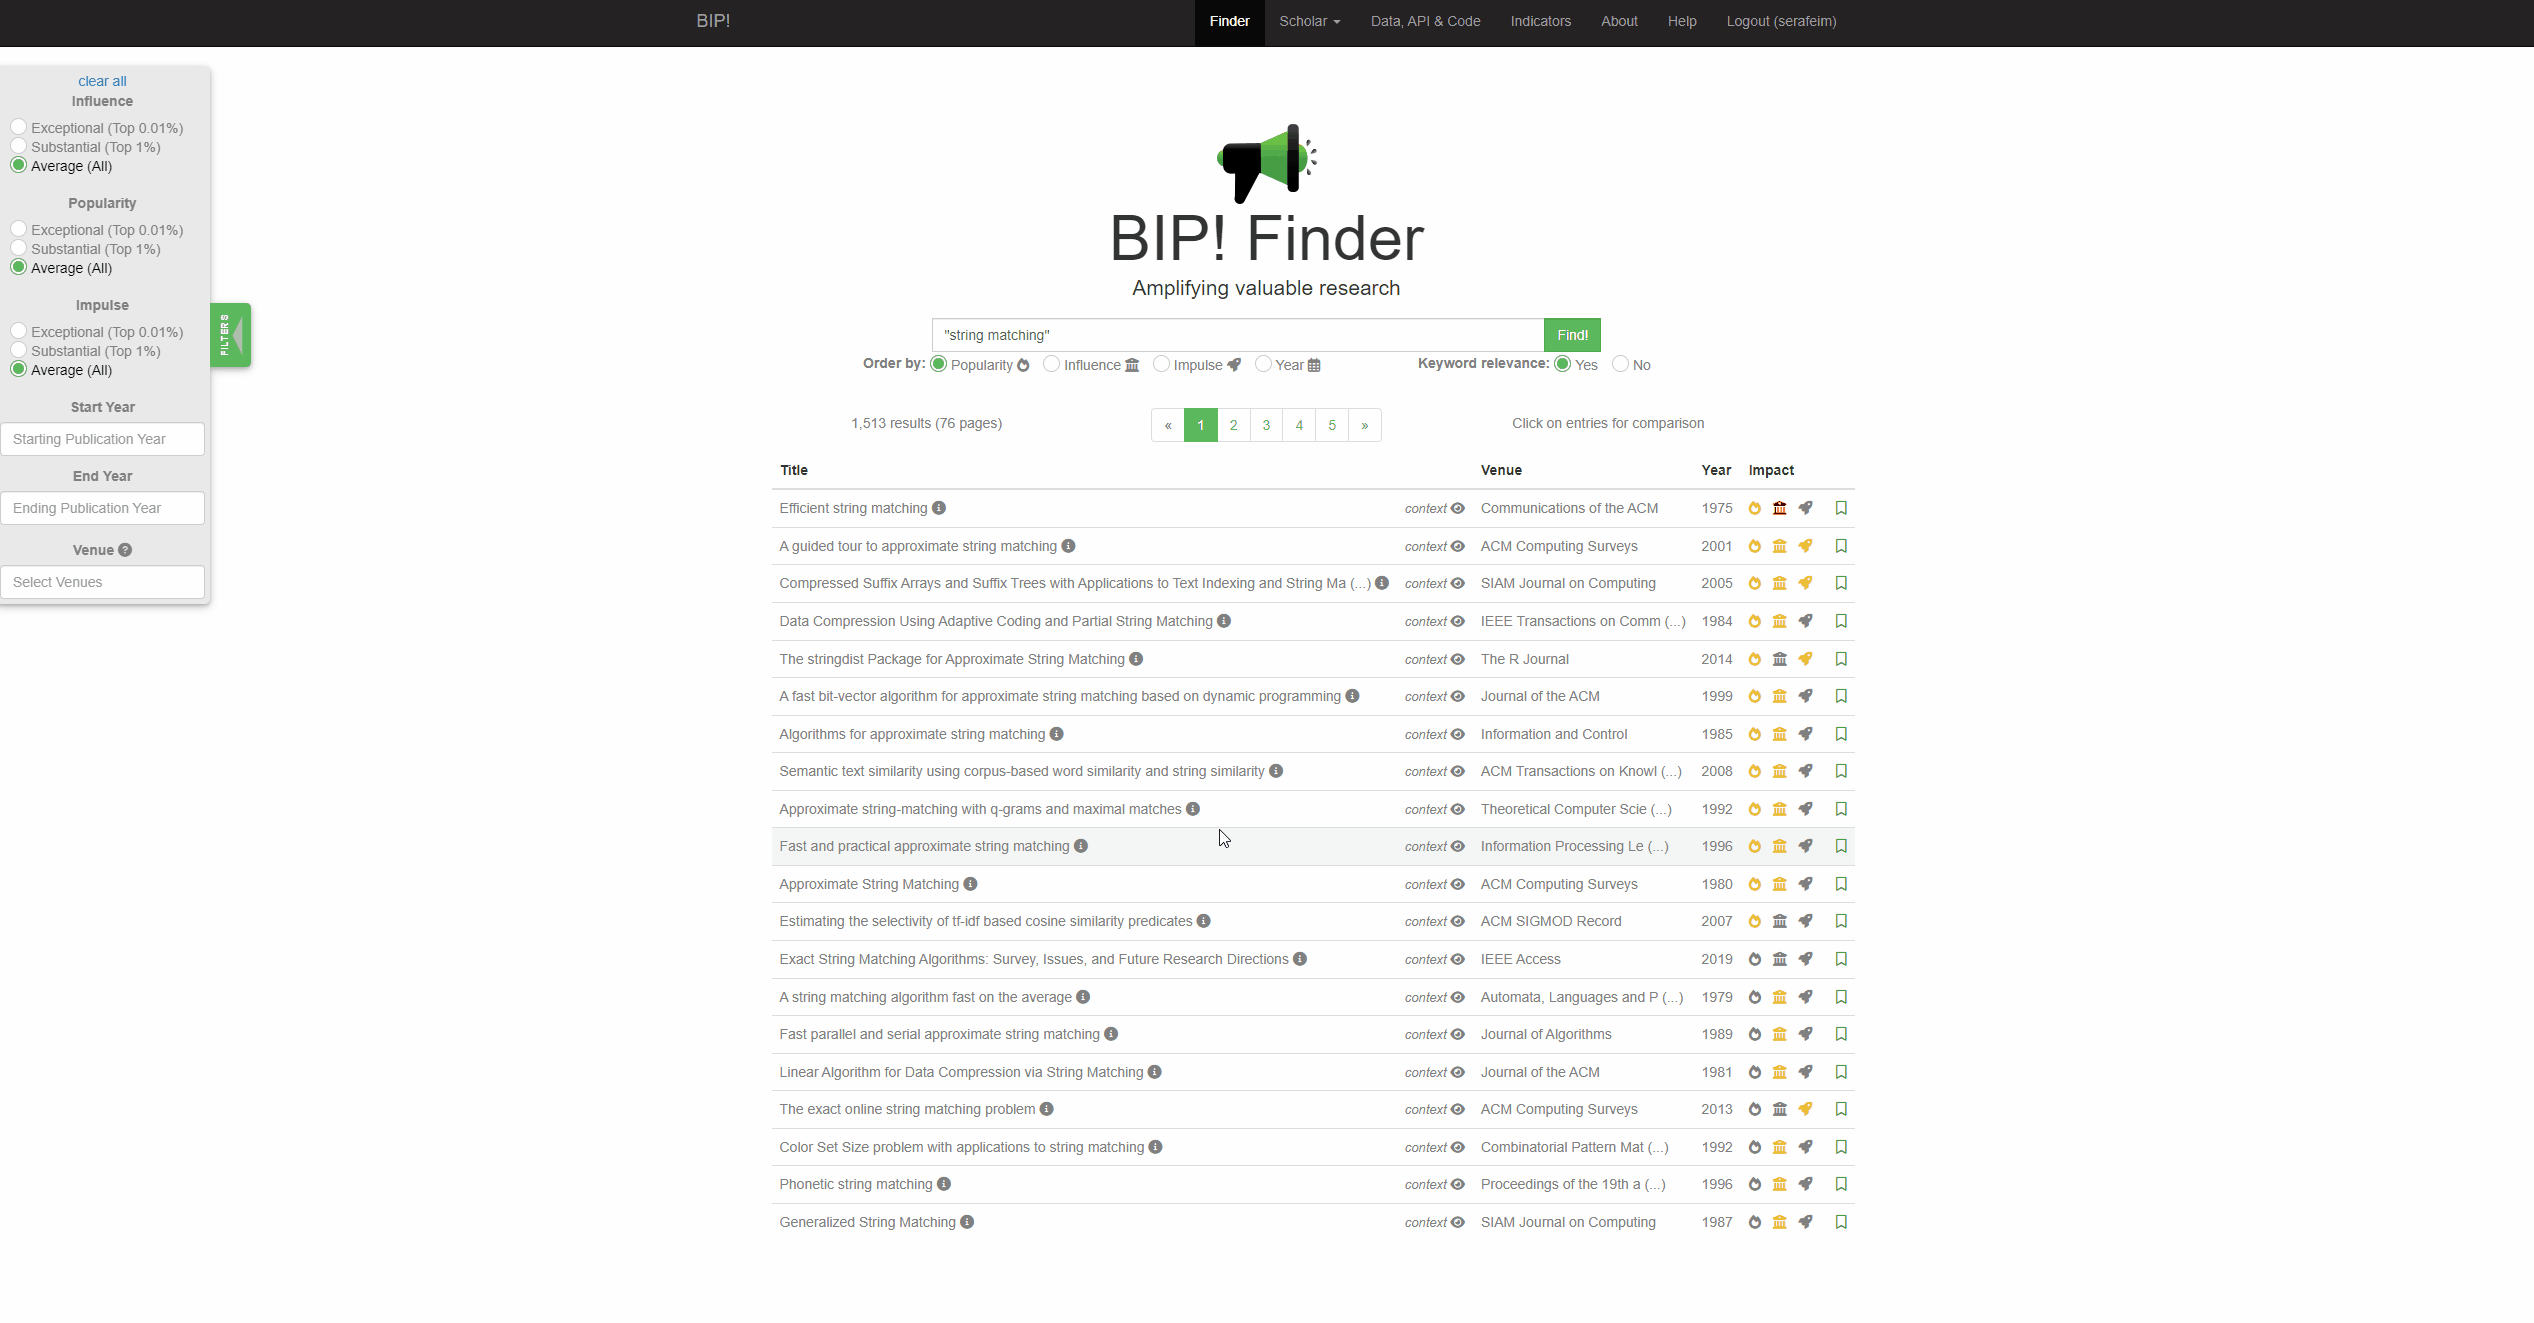 BIP!
Finder Scholar Data, API & Code Indicators About Help Logout (serafeim)
clear all
Influence
Exceptional (Top 0.01%)
Substantial (Top 1%)
Average (All)
Popularity
Exceptional (Top 0.01%)
Substantial (Top 1%)
Average (All)
Impulse
Exceptional (Top 0.01%)
Substantial (Top 1%)
Average (All)
Start Year
Starting Publication Year
End Year
Ending Publication Year
Venue
Select Venues
FILTERS
BIP! Finder
Amplifying valuable research
"string matching" Find!
Order by: Popularity Influence Impulse Year Keyword relevance: Yes No
1,513 results (76 pages) « 1 2 3 4 5 » Click on entries for comparison
Title Venue Year Impact
Efficient string matching context Communications of the ACM 1975
A guided tour to approximate string matching context ACM Computing Surveys 2001
Compressed Suffix Arrays and Suffix Trees with Applications to Text Indexing and String Ma (...) context SIAM Journal on Computing 2005
Data Compression Using Adaptive Coding and Partial String Matching context IEEE Transactions on Comm (...) 1984
The stringdist Package for Approximate String Matching context The R Journal 2014
A fast bit-vector algorithm for approximate string matching based on dynamic programming context Journal of the ACM 1999
Algorithms for approximate string matching context Information and Control 1985
Semantic text similarity using corpus-based word similarity and string similarity context ACM Transactions on Knowl (...) 2008
Approximate string-matching with q-grams and maximal matches context Theoretical Computer Scie (...) 1992
Fast and practical approximate string matching context Information Processing Le (...) 1996
Approximate String Matching context ACM Computing Surveys 1980
Estimating the selectivity of tf-idf based cosine similarity predicates context ACM SIGMOD Record 2007
Exact String Matching Algorithms: Survey, Issues, and Future Research Directions context IEEE Access 2019
A string matching algorithm fast on the average context Automata, Languages and P (...) 1979
Fast parallel and serial approximate string matching context Journal of Algorithms 1989
Linear Algorithm for Data Compression via String Matching context Journal of the ACM 1981
The exact online string matching problem context ACM Computing Surveys 2013
Color Set Size problem with applications to string matching context Combinatorial Pattern Mat (...) 1992
Phonetic string matching context Proceedings of the 19th a (...) 1996
Generalized String Matching context SIAM Journal on Computing 1987